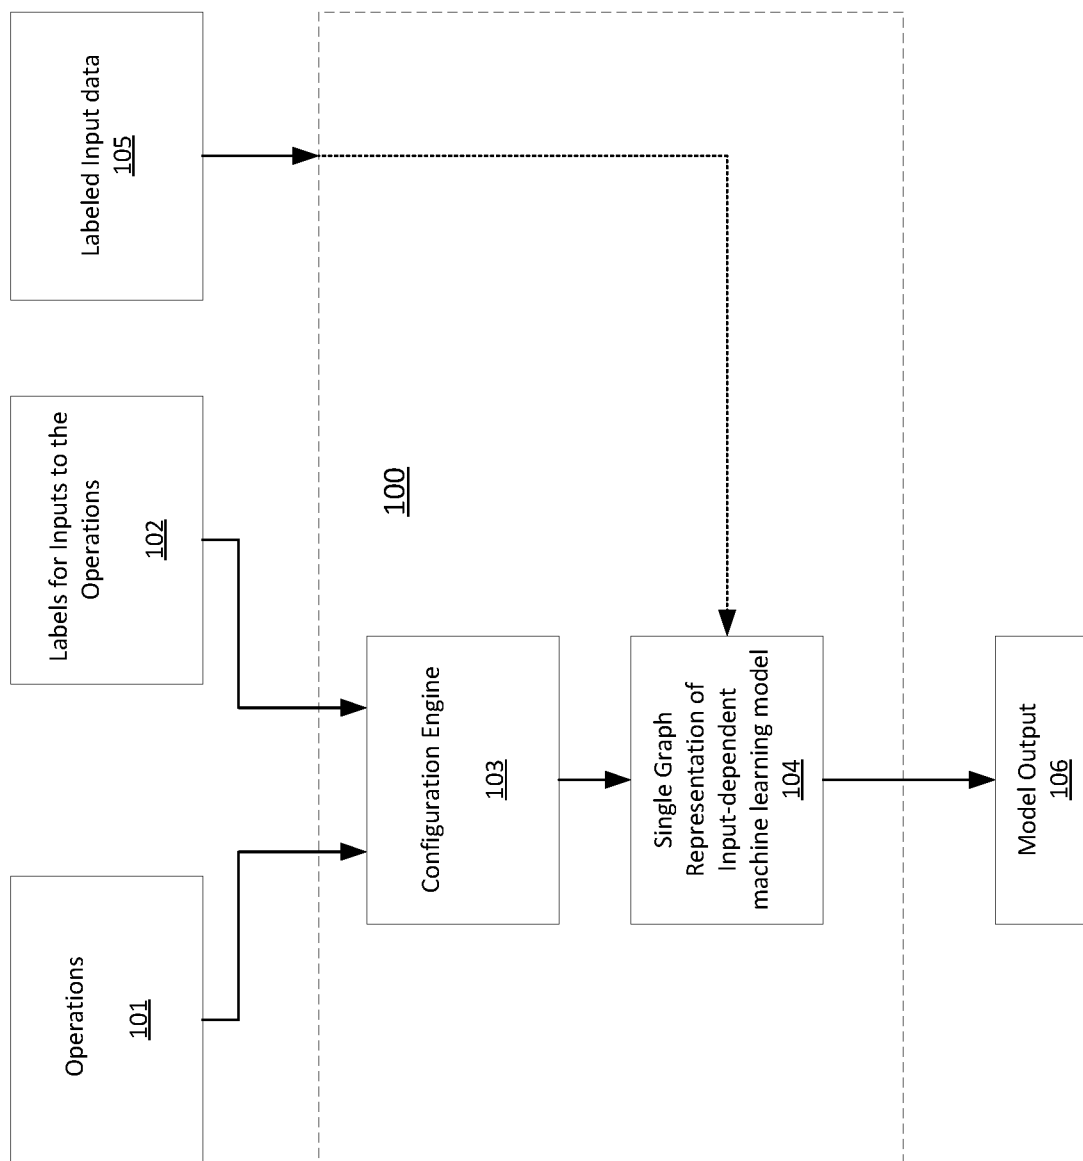 Operations
101
Labels for Inputs to the
Operations
102
Labeled Input data
105
100
Configuration Engine
103
Single Graph
Representation of
Input-dependent
machine learning model
104
Model Output
106